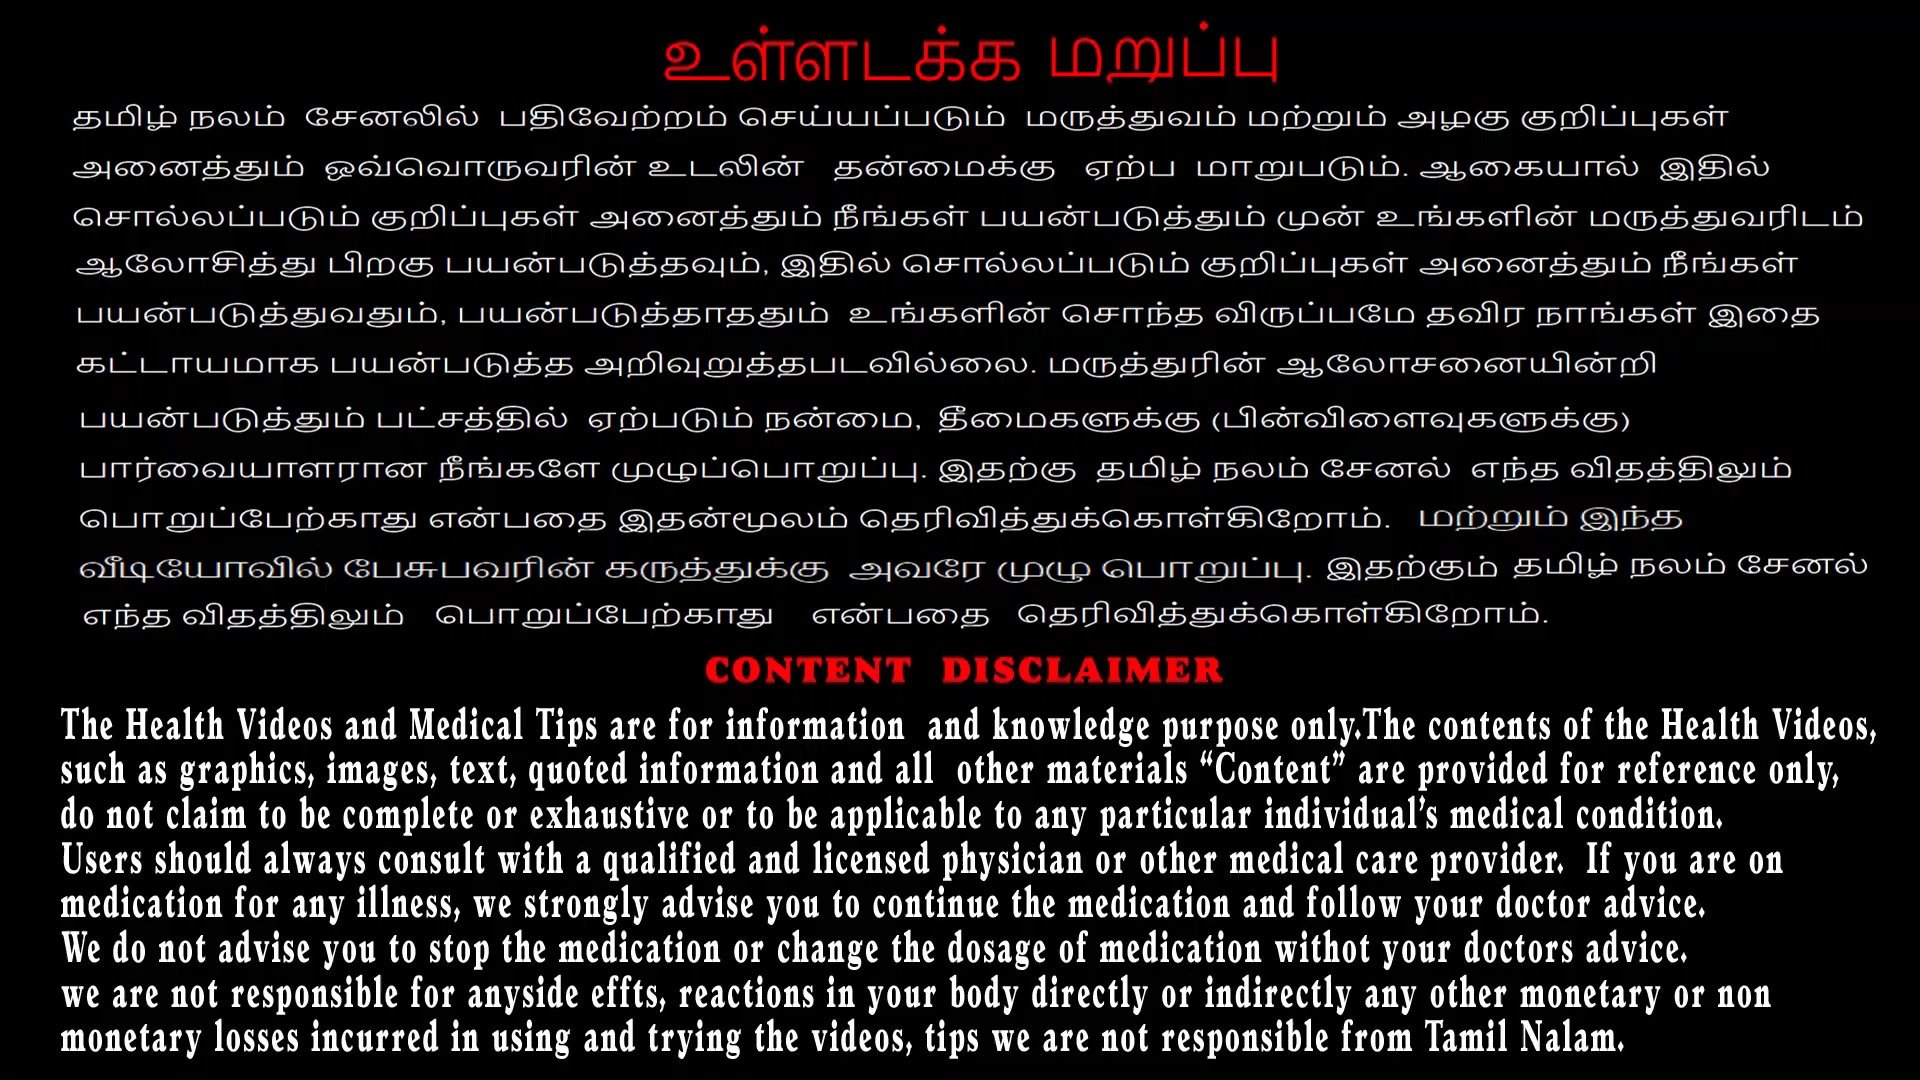 உள்ளடக்க மறுப்பு
தமிழ் நலம் சேனலில் பதிவேற்றம் செய்யப்படும் மருத்துவம் மற்றும் அழகு குறிப்புகள்
அனைத்தும் ஒவ்வொருவரின் உடலின் தன்மைக்கு ஏற்ப மாறுபடும். ஆகையால் இதில்
சொல்லப்படும் குறிப்புகள் அனைத்தும் நீங்கள் பயன்படுத்தும் முன் உங்களின் மருத்துவரிடம்
ஆலோசித்து பிறகு பயன்படுத்தவும், இதில் சொல்லப்படும் குறிப்புகள் அனைத்தும் நீங்கள்
பயன்படுத்துவதும், பயன்படுத்தாததும் உங்களின் சொந்த விருப்பமே தவிர நாங்கள் இதை
கட்டாயமாக பயன்படுத்த அறிவுறுத்தபடவில்லை. மருத்துரின் ஆலோசனையின்றி
பயன்படுத்தும் பட்சத்தில் ஏற்படும் நன்மை, தீமைகளுக்கு (பின்விளைவுகளுக்கு)
பார்வையாளரான நீங்களே முழுப்பொறுப்பு. இதற்கு தமிழ் நலம் சேனல் எந்த விதத்திலும்
பொறுப்பேற்காது என்பதை இதன்மூலம் தெரிவித்துக்கொள்கிறோம். மற்றும் இந்த
வீடியோவில் பேசுபவரின் கருத்துக்கு அவரே முழு பொறுப்பு. இதற்கும் தமிழ் நலம் சேனல்
எந்த விதத்திலும் பொறுப்பேற்காது என்பதை தெரிவித்துக்கொள்கிறோம்.
CONTENT DISCLAIMER
The Health Videos and Medical Tips are for information and knowledge purpose only.The contents of the Health Videos,
such as graphics, images, text, quoted information and all other materials “Content” are provided for reference only,
do not claim to be complete or exhaustive or to be applicable to any particular individual’s medical condition.
Users should always consult with a qualified and licensed physician or other medical care provider. If you are on
medication for any illness, we strongly advise you to continue the medication and follow your doctor advice.
We do not advise you to stop the medication or change the dosage of medication withot your doctors advice.
we are not responsible for anyside effts, reactions in your body directly or indirectly any other monetary or non
monetary losses incurred in using and trying the videos, tips we are not responsible from Tamil Nalam.